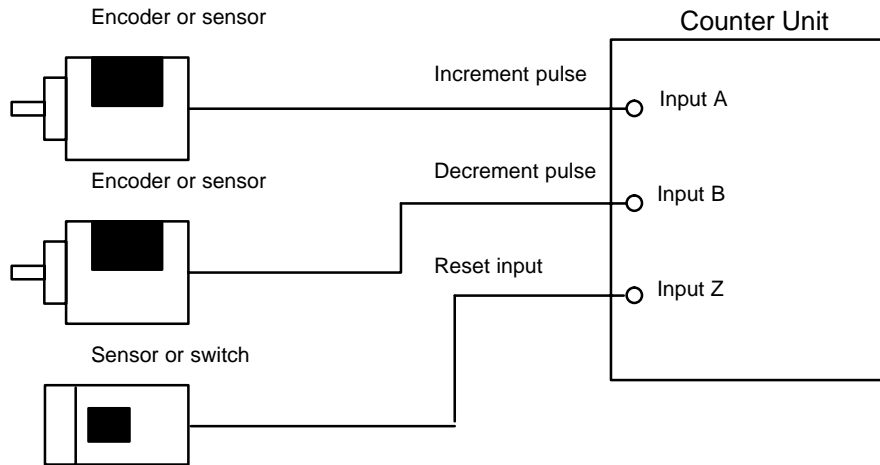 Encoder or sensor
Counter Unit
Increment pulse
Input A
Encoder or sensor
Decrement pulse
Input B
Reset input
Input Z
Sensor or switch